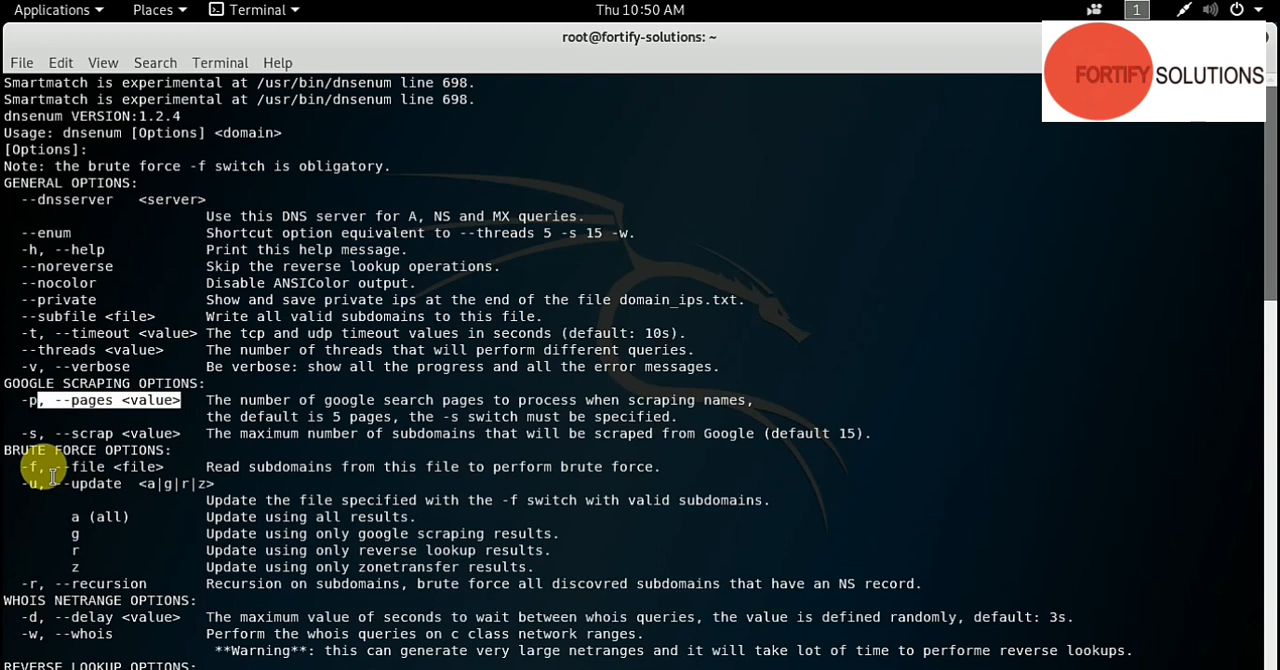 Applications Places Terminal Thu 10:50 AM 1
root@fortify-solutions: ~
FORTIFY SOLUTIONS
File Edit View Search Terminal Help
Smartmatch is experimental at /usr/bin/dnsenum line 698.
Smartmatch is experimental at /usr/bin/dnsenum line 698.
dnsenum VERSION:1.2.4
Usage: dnsenum [Options] <domain>
[Options]:
Note: the brute force -f switch is obligatory.
GENERAL OPTIONS:
--dnsserver <server>
Use this DNS server for A, NS and MX queries.
--enum Shortcut option equivalent to --threads 5 -s 15 -w.
-h, --help Print this help message.
--noreverse Skip the reverse lookup operations.
--nocolor Disable ANSIColor output.
--private Show and save private ips at the end of the file domain_ips.txt.
--subfile <file> Write all valid subdomains to this file.
-t, --timeout <value> The tcp and udp timeout values in seconds (default: 10s).
--threads <value> The number of threads that will perform different queries.
-v, --verbose Be verbose: show all the progress and all the error messages.
GOOGLE SCRAPING OPTIONS:
-p, --pages <value> The number of google search pages to process when scraping names,
the default is 5 pages, the -s switch must be specified.
-s, --scrap <value> The maximum number of subdomains that will be scraped from Google (default 15).
BRUTE FORCE OPTIONS:
-f, --file <file> Read subdomains from this file to perform brute force.
-u, --update <a|g|r|z>
Update the file specified with the -f switch with valid subdomains.
a (all) Update using all results.
g Update using only google scraping results.
r Update using only reverse lookup results.
z Update using only zonetransfer results.
-r, --recursion Recursion on subdomains, brute force all discovred subdomains that have an NS record.
WHOIS NETRANGE OPTIONS:
-d, --delay <value> The maximum value of seconds to wait between whois queries, the value is defined randomly, default: 3s.
-w, --whois Perform the whois queries on c class network ranges.
**Warning**: this can generate very large netranges and it will take lot of time to performe reverse lookups.
REVERSE LOOKUP OPTIONS: